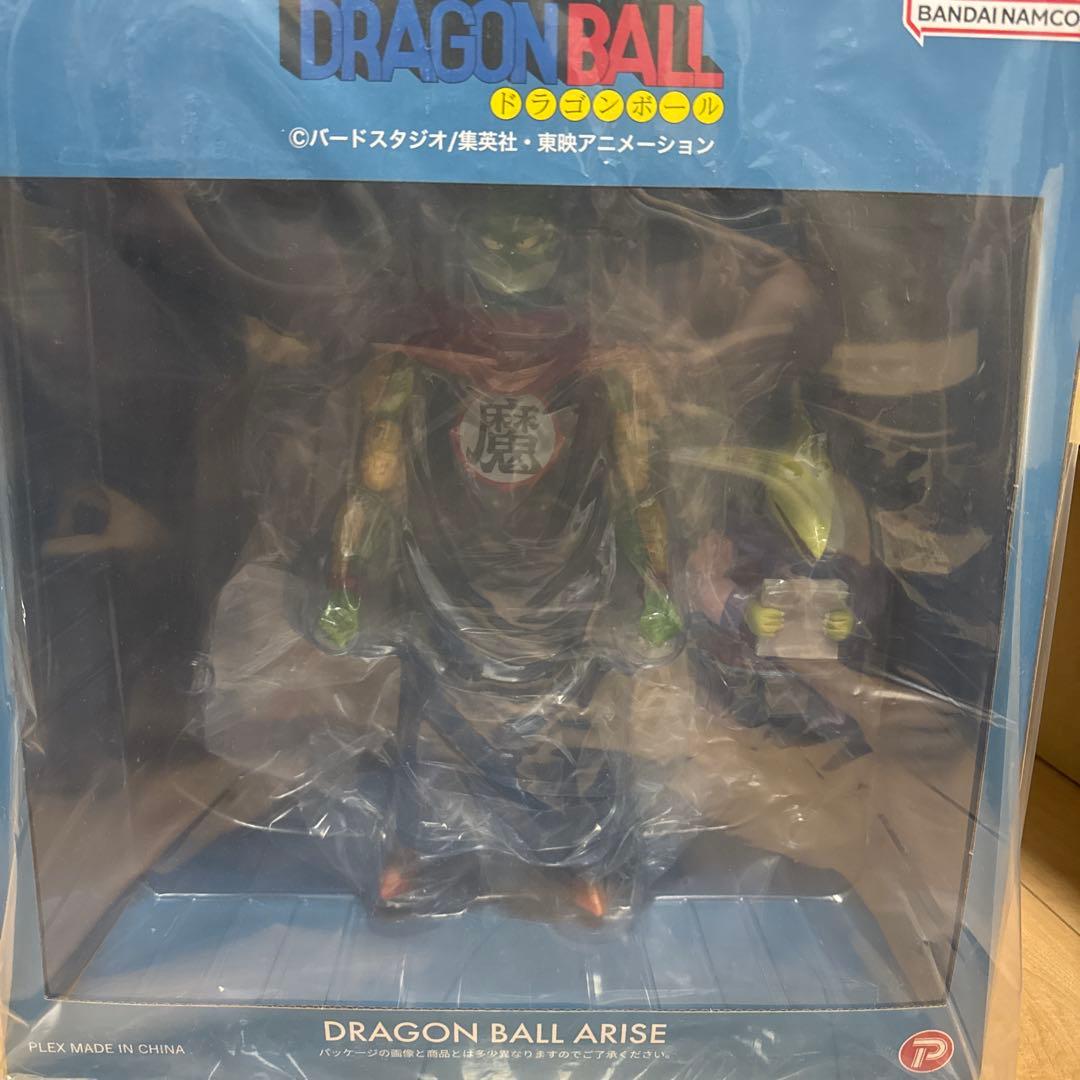 DRAGON BALL
BANDAI NAMCO
ドラゴンボール
©バードスタジオ/集英社・東映アニメーション
魔
DRAGON BALL ARISE
パッケージの画像と商品とは多少異なりますのでご了承ください。
PLEX MADE IN CHINA
P